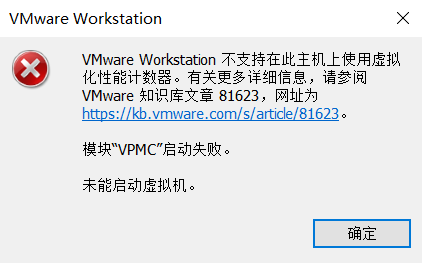 VMware Workstation
VMware Workstation 不支持在此主机上使用虚拟
化性能计数器。有关更多详细信息，请参阅
VMware 知识库文章 81623，网址为
https://kb.vmware.com/s/article/81623。
模块“VPMC”启动失败。
未能启动虚拟机。
确定